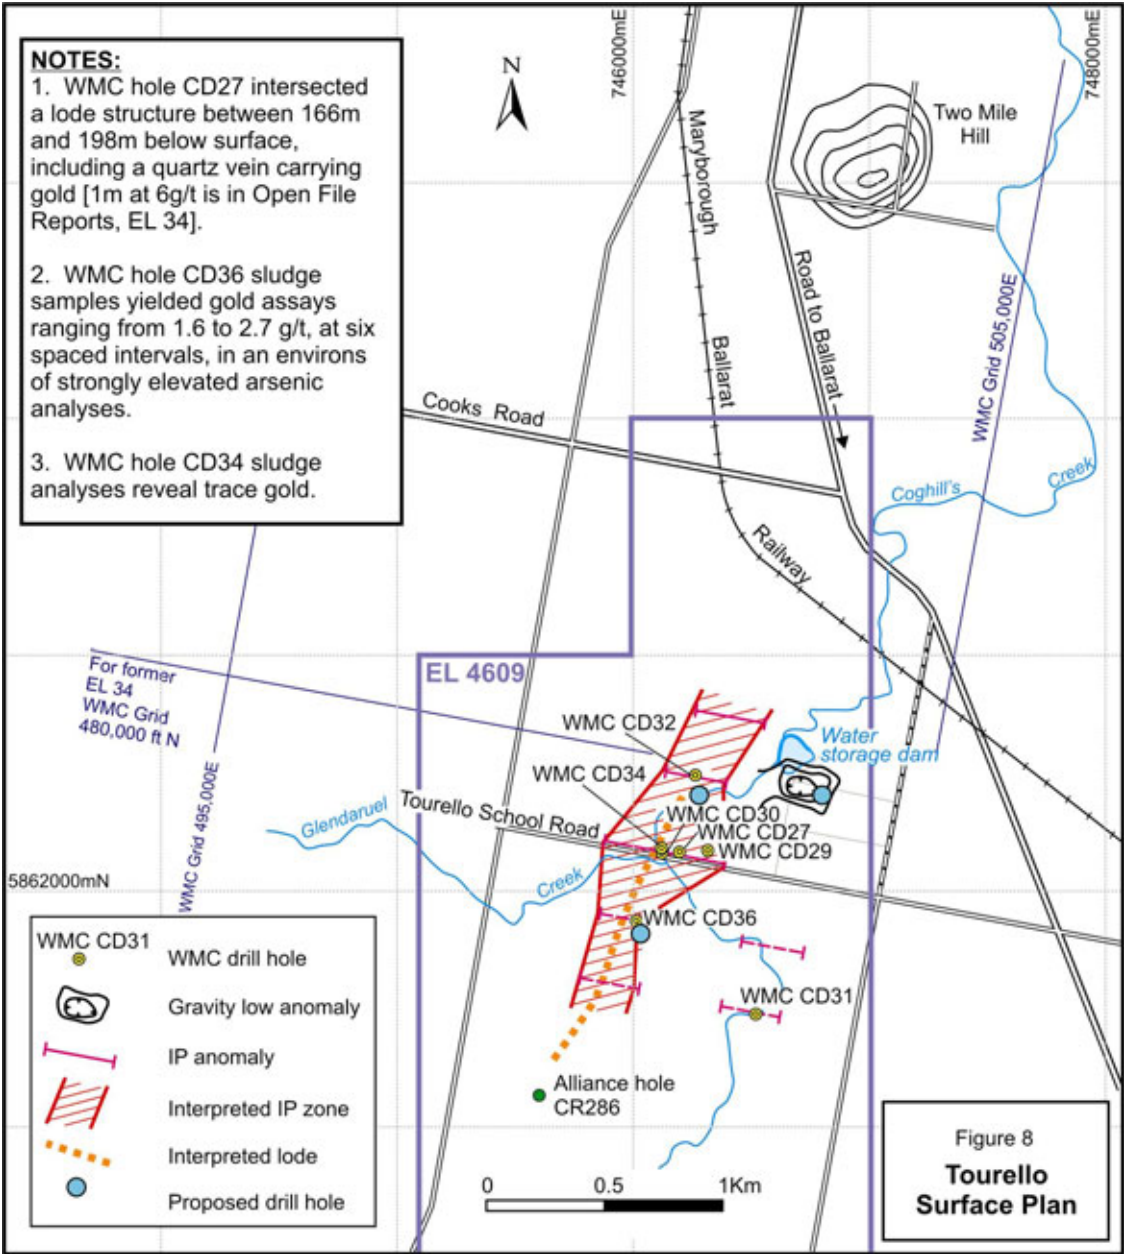 NOTES:
1. WMC hole CD27 intersected
a lode structure between 166m
and 198m below surface,
including a quartz vein carrying
gold [1m at 6g/t is in Open File
Reports, EL 34].
2. WMC hole CD36 sludge
samples yielded gold assays
ranging from 1.6 to 2.7 g/t, at six
spaced intervals, in an environs
of strongly elevated arsenic
analyses.
3. WMC hole CD34 sludge
analyses reveal trace gold.
N
746000mE
748000mE
Two Mile
Hill
Maryborough
Ballarat
Railway
Road to Ballarat
WMC Grid 505,000E
Cooks Road
Coghill's
Creek
For former
EL 34
WMC Grid
480,000 ft N
EL 4609
WMC Grid 495,000E
WMC CD32
WMC CD34
Water
storage dam
Tourello School Road
WMC CD30
WMC CD27
WMC CD29
Glendaruel
Creek
5862000mN
WMC CD36
WMC CD31
Alliance hole
CR286
WMC CD31
WMC drill hole
Gravity low anomaly
IP anomaly
Interpreted IP zone
Interpreted lode
Proposed drill hole
0 0.5 1Km
Figure 8
Tourello
Surface Plan